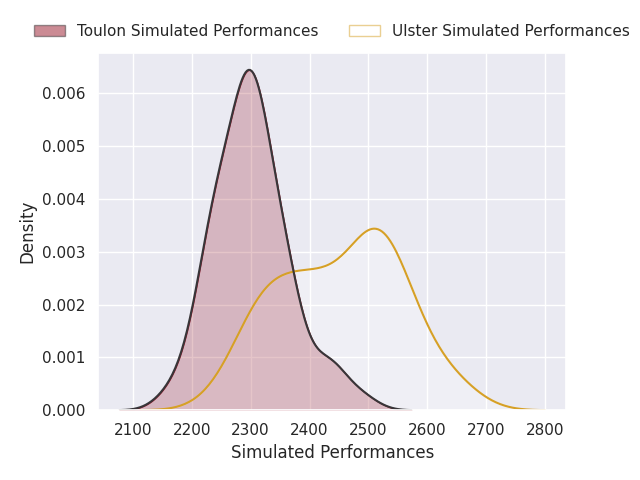 Toulon Simulated Performances
Ulster Simulated Performances
0.006
0.005
0.004
0.003
0.002
0.001
0.000
Density
2100 2200 2300 2400 2500 2600 2700 2800
Simulated Performances